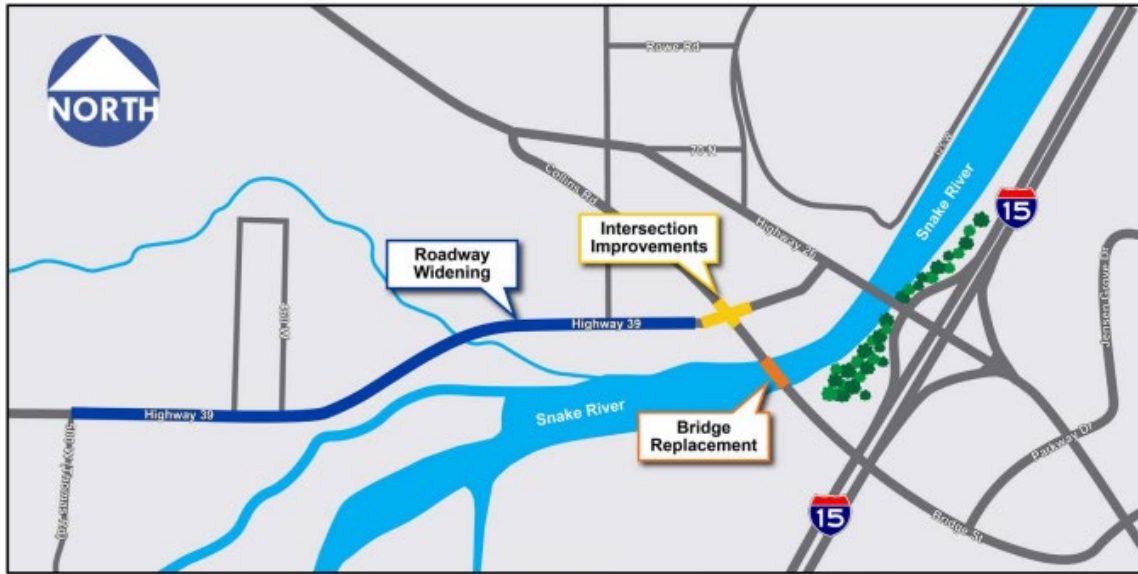 NORTH
Rowe Rd
70 N
Collins Rd
Snake River
15
Intersection
Improvements
Highway 26
Roadway
Widening
Jensen Grove Dr
450 W
Highway 39
Highway 39
Snake River
Bridge
Replacement
Parkway Dr
15
Bridge St